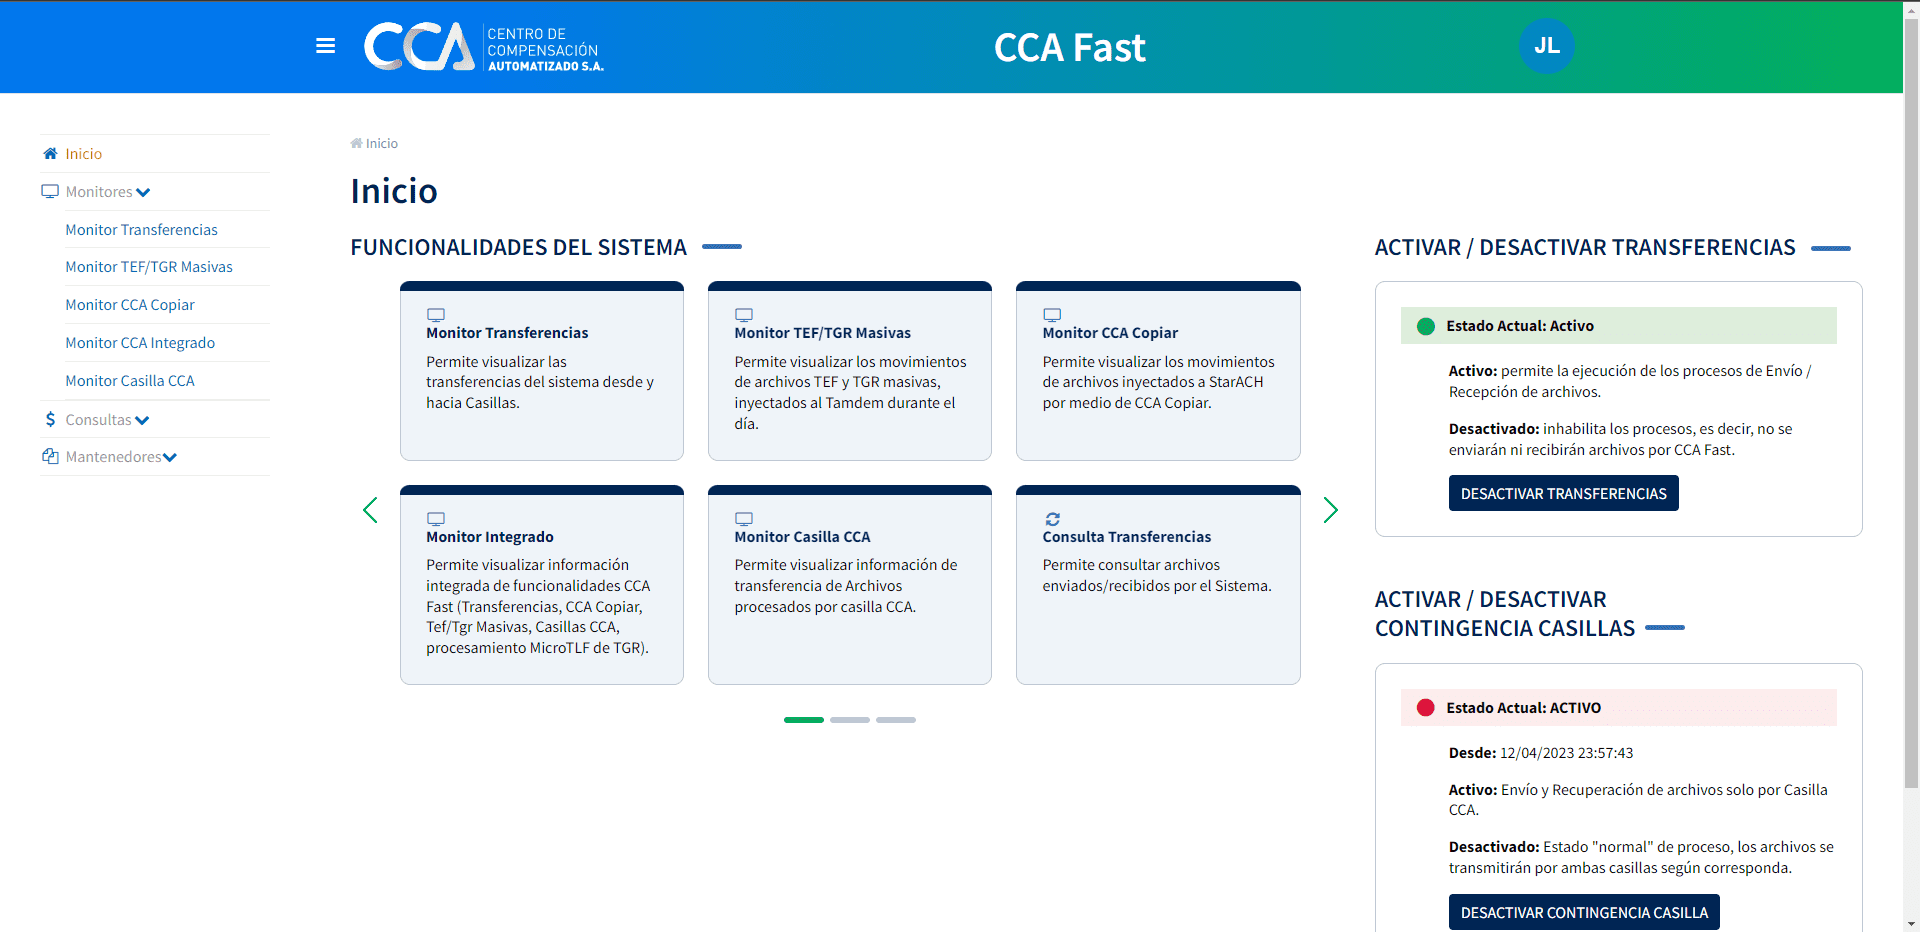 CCA
CENTRO DE
COMPENSACIÓN
AUTOMATIZADO S.A.
CCA Fast
JL
Inicio
Monitores
Monitor Transferencias
Monitor TEF/TGR Masivas
Monitor CCA Copiar
Monitor CCA Integrado
Monitor Casilla CCA
Consultas
Mantenedores
Inicio
Inicio
FUNCIONALIDADES DEL SISTEMA
Monitor Transferencias
Permite visualizar las
transferencias del sistema desde y
hacia Casillas.
Monitor TEF/TGR Masivas
Permite visualizar los movimientos
de archivos TEF y TGR masivas,
inyectados al Tamdem durante el
día.
Monitor CCA Copiar
Permite visualizar los movimientos
de archivos inyectados a StarACH
por medio de CCA Copiar.
Monitor Integrado
Permite visualizar información
integrada de funcionalidades CCA
Fast (Transferencias, CCA Copiar,
Tef/Tgr Masivas, Casillas CCA,
procesamiento MicroTLF de TGR).
Monitor Casilla CCA
Permite visualizar información de
transferencia de Archivos
procesados por casilla CCA.
Consulta Transferencias
Permite consultar archivos
enviados/recibidos por el Sistema.
ACTIVAR / DESACTIVAR TRANSFERENCIAS
Estado Actual: Activo
Activo: permite la ejecución de los procesos de Envío /
Recepción de archivos.
Desactivado: inhabilita los procesos, es decir, no se
enviarán ni recibirán archivos por CCA Fast.
DESACTIVAR TRANSFERENCIAS
ACTIVAR / DESACTIVAR
CONTINGENCIA CASILLAS
Estado Actual: ACTIVO
Desde: 12/04/2023 23:57:43
Activo: Envío y Recuperación de archivos solo por Casilla
CCA.
Desactivado: Estado "normal" de proceso, los archivos se
transmitirán por ambas casillas según corresponda.
DESACTIVAR CONTINGENCIA CASILLA